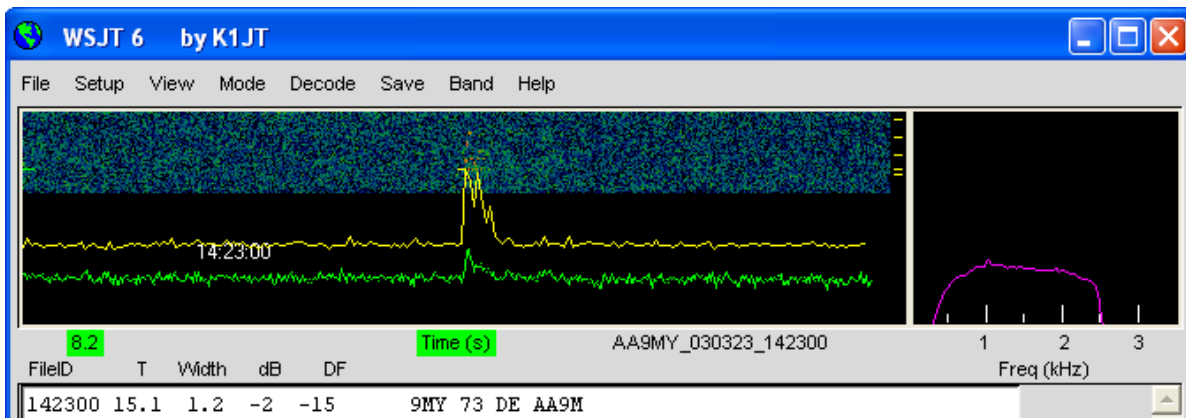 WSJT 6 by K1JT
File Setup View Mode Decode Save Band Help
14:23:00
8.2 Time (s) AA9MY_030323_142300 1 2 3
FileID T Width dB DF Freq (kHz)
142300 15.1 1.2 -2 -15 9MY 73 DE AA9M